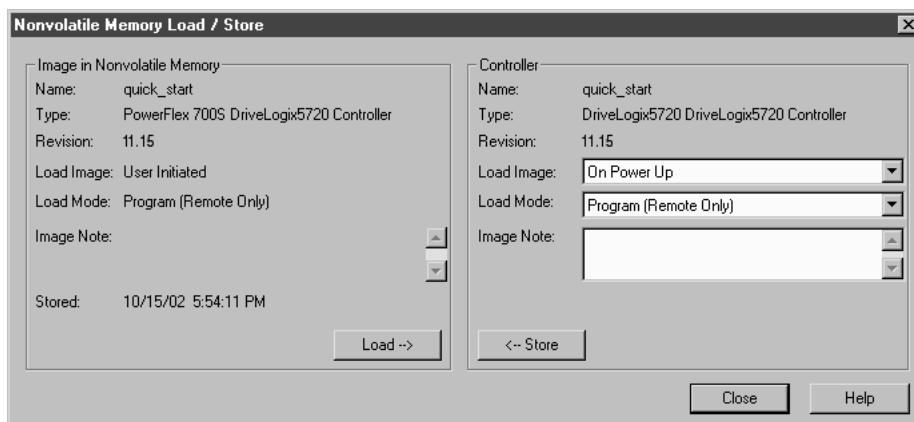 Nonvolatile Memory Load / Store
Image in Nonvolatile Memory
Name: quick_start
Type: PowerFlex 700S DriveLogix5720 Controller
Revision: 11.15
Load Image: User Initiated
Load Mode: Program (Remote Only)
Image Note:
Stored: 10/15/02 5:54:11 PM
Load -->
Controller
Name: quick_start
Type: DriveLogix5720 DriveLogix5720 Controller
Revision: 11.15
Load Image: On Power Up
Load Mode: Program (Remote Only)
Image Note:
<-- Store
Close Help